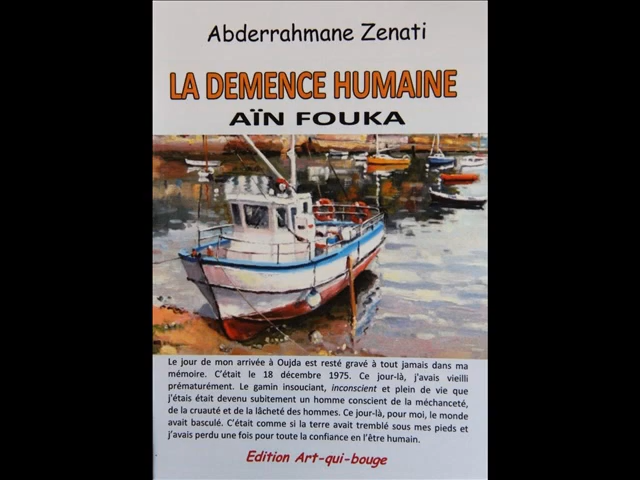 Abderrahmane Zenati
LA DEMENCE HUMAINE
AÏN FOUKA
Le jour de mon arrivée à Oujda est resté gravé à tout jamais dans ma
mémoire. C'était le 18 décembre 1975. Ce jour-là, j'avais vieilli
prématurément. Le gamin insouciant, inconscient et plein de vie que
j'étais était devenu subitement un homme conscient de la méchanceté,
de la cruauté et de la lâcheté des hommes. Ce jour-là, pour moi, le monde
avait basculé. C'était comme si la terre avait tremblé sous mes pieds et
j'avais perdu une fois pour toute la confiance en l'être humain.
Edition Art-qui-bouge